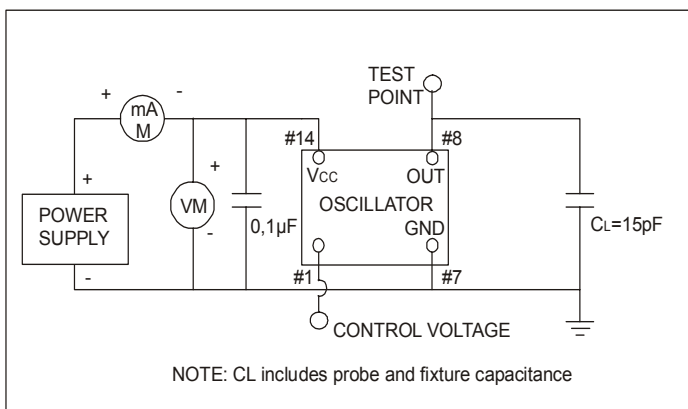 TEST
POINT
+ -
mA
M
#14
#8
+
+
VCC
OUT
POWER
SUPPLY
VM
0,1µF
OSCILLATOR
GND
CL=15pF
-
-
#1
#7
CONTROL VOLTAGE
NOTE: CL includes probe and fixture capacitance